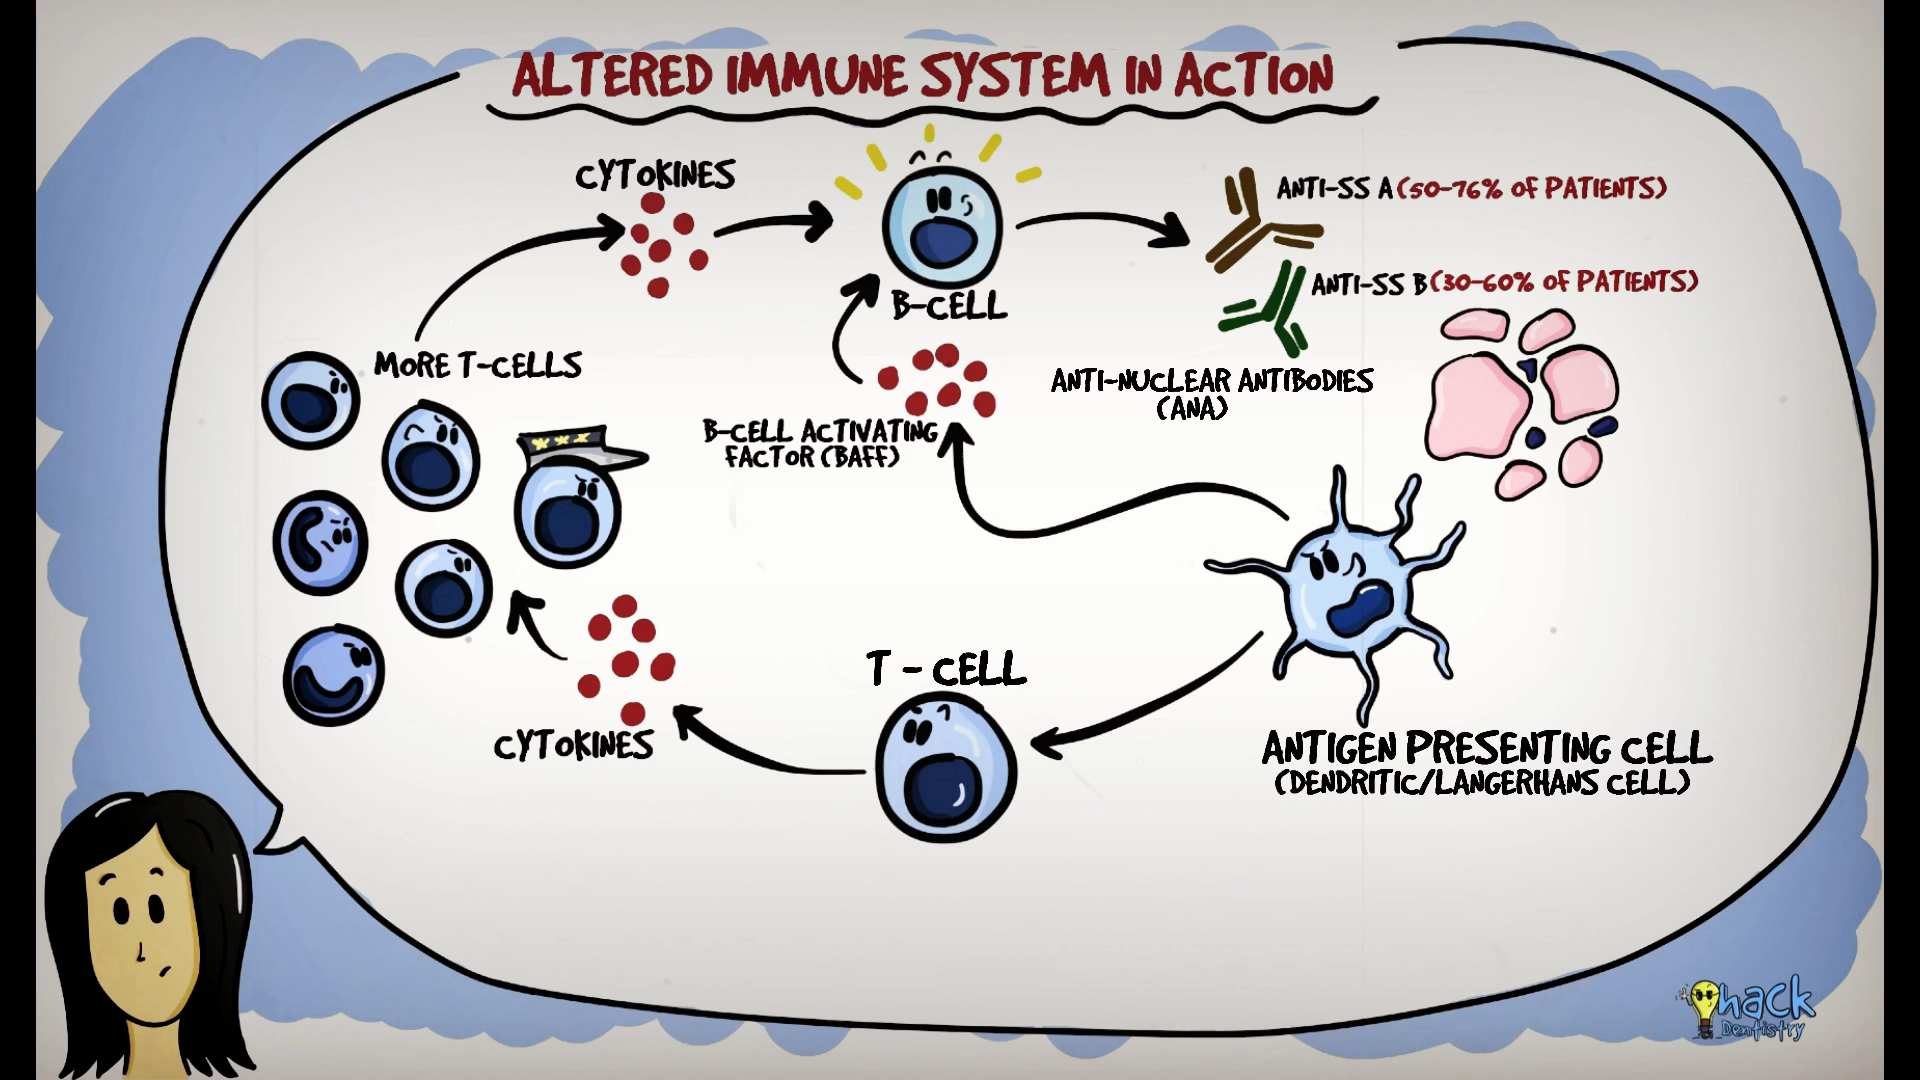 ALTERED IMMUNE SYSTEM IN ACTION
CYTOKINES
ANTI-SS A (50-76% OF PATIENTS)
ANTI-SS B (30-60% OF PATIENTS)
B-CELL
MORE T-CELLS
ANTI-NUCLEAR ANTIBODIES
(ANA)
B-CELL ACTIVATING
FACTOR (BAFF)
T - CELL
CYTOKINES
ANTIGEN PRESENTING CELL
(DENDRITIC/LANGERHANS CELL)
hack
Dentistry